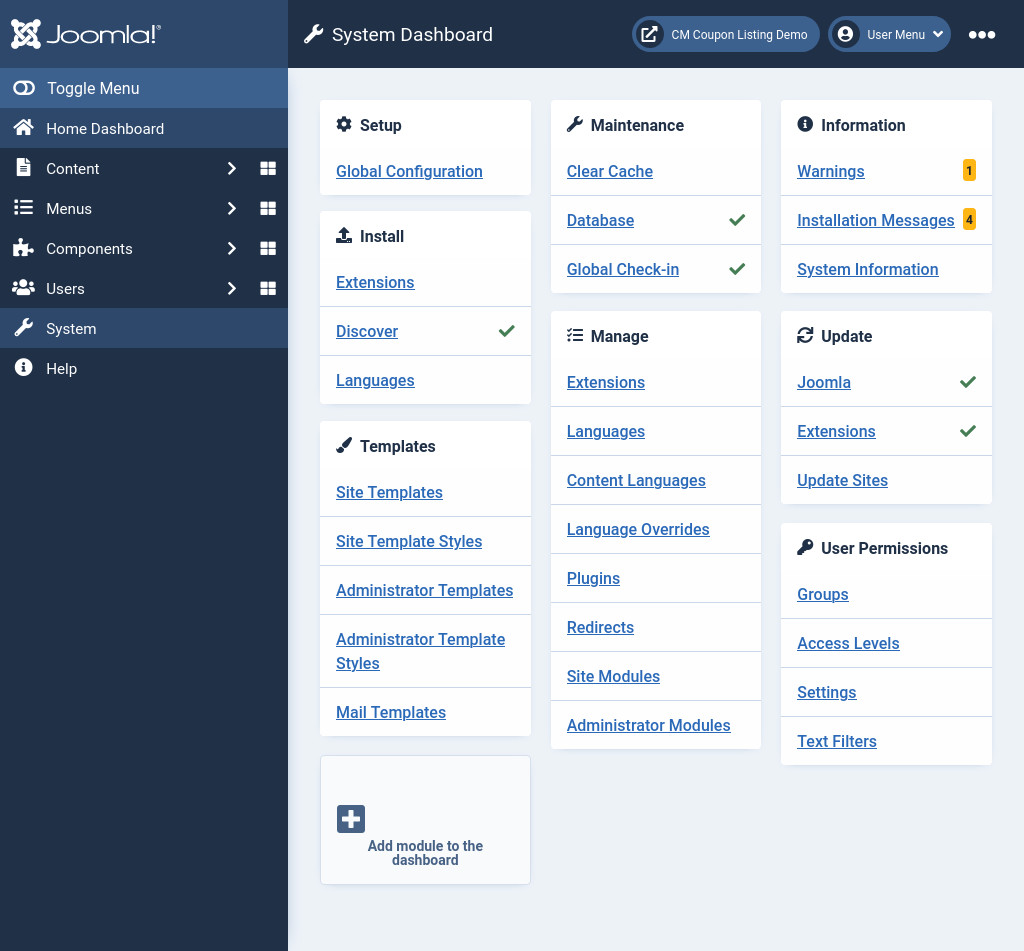 Joomla!®
System Dashboard
CM Coupon Listing Demo
User Menu
Toggle Menu
Home Dashboard
Content
Menus
Components
Users
System
Help
Setup
Global Configuration
Install
Extensions
Discover
Languages
Templates
Site Templates
Site Template Styles
Administrator Templates
Administrator Template
Styles
Mail Templates
Add module to the
dashboard
Maintenance
Clear Cache
Database
Global Check-in
Manage
Extensions
Languages
Content Languages
Language Overrides
Plugins
Redirects
Site Modules
Administrator Modules
Information
Warnings 1
Installation Messages 4
System Information
Update
Joomla
Extensions
Update Sites
User Permissions
Groups
Access Levels
Settings
Text Filters